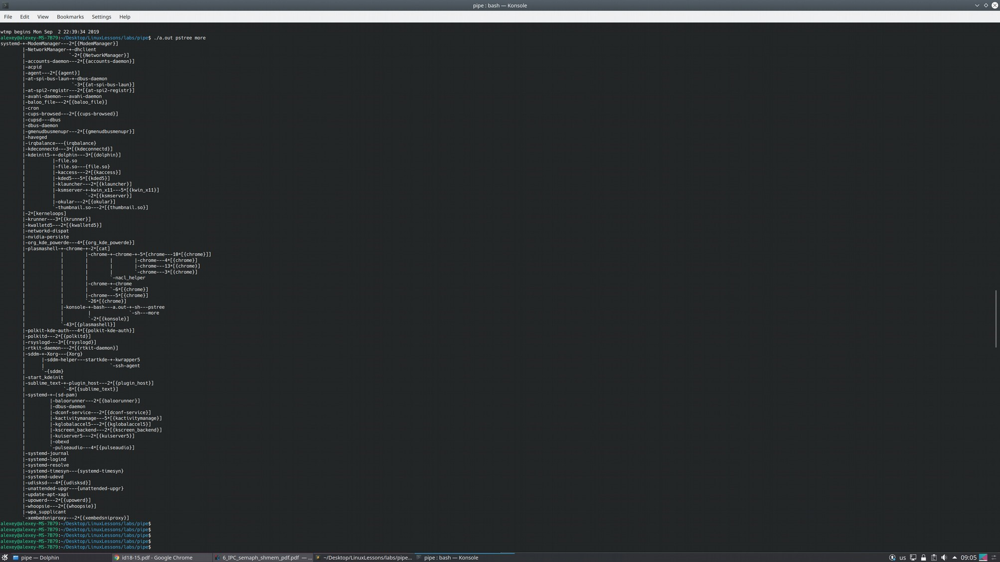 pipe : bash — Konsole
File Edit View Bookmarks Settings Help
wtmp begins Mon Sep  2 22:39:34 2019
alexey@alexey-MS-7B79:~/Desktop/LinuxLessons/labs/pipe$ ./a.out pstree more
systemd-+-ModemManager---2*[{ModemManager}]
        |-NetworkManager-+-dhclient
        |                `-2*[{NetworkManager}]
        |-accounts-daemon---2*[{accounts-daemon}]
        |-acpid
        |-agent---2*[{agent}]
        |-at-spi-bus-laun-+-dbus-daemon
        |                 `-3*[{at-spi-bus-laun}]
        |-at-spi2-registr---2*[{at-spi2-registr}]
        |-avahi-daemon---avahi-daemon
        |-baloo_file---2*[{baloo_file}]
        |-cron
        |-cups-browsed---2*[{cups-browsed}]
        |-cupsd---dbus
        |-dbus-daemon
        |-gmenudbusmenupr---2*[{gmenudbusmenupr}]
        |-haveged
        |-irqbalance---{irqbalance}
        |-kdeconnectd---3*[{kdeconnectd}]
        |-kdeinit5-+-dolphin---3*[{dolphin}]
        |          |-file.so
        |          |-file.so---{file.so}
        |          |-kaccess---2*[{kaccess}]
        |          |-kded5---5*[{kded5}]
        |          |-klauncher---2*[{klauncher}]
        |          |-ksmserver-+-kwin_x11---5*[{kwin_x11}]
        |          |           `-2*[{ksmserver}]
        |          |-okular---2*[{okular}]
        |          `-thumbnail.so---2*[{thumbnail.so}]
        |-2*[kerneloops]
        |-krunner---3*[{krunner}]
        |-kwalletd5---2*[{kwalletd5}]
        |-networkd-dispat
        |-nvidia-persiste
        |-org_kde_powerde---4*[{org_kde_powerde}]
        |-plasmashell-+-chrome-+-2*[cat]
        |             |        |-chrome-+-chrome-+-5*[chrome---10*[{chrome}]]
        |             |        |        |        |-chrome---4*[{chrome}]
        |             |        |        |        |-chrome---13*[{chrome}]
        |             |        |        |        `-chrome---3*[{chrome}]
        |             |        |        `-nacl_helper
        |             |        |-chrome-+-chrome
        |             |        |        `-6*[{chrome}]
        |             |        |-chrome---5*[{chrome}]
        |             |        `-26*[{chrome}]
        |             |-konsole-+-bash---a.out-+-sh---pstree
        |             |         |              `-sh---more
        |             |         `-2*[{konsole}]
        |             `-43*[{plasmashell}]
        |-polkit-kde-auth---4*[{polkit-kde-auth}]
        |-polkitd---2*[{polkitd}]
        |-rsyslogd---3*[{rsyslogd}]
        |-rtkit-daemon---2*[{rtkit-daemon}]
        |-sddm-+-Xorg---{Xorg}
        |      |-sddm-helper---startkde-+-kwrapper5
        |      |                        `-ssh-agent
        |      `-{sddm}
        |-start_kdeinit
        |-sublime_text-+-plugin_host---2*[{plugin_host}]
        |              `-8*[{sublime_text}]
        |-systemd-+-(sd-pam)
        |         |-baloorunner---2*[{baloorunner}]
        |         |-dbus-daemon
        |         |-dconf-service---2*[{dconf-service}]
        |         |-kactivitymanage---5*[{kactivitymanage}]
        |         |-kglobalaccel5---2*[{kglobalaccel5}]
        |         |-kscreen_backend---2*[{kscreen_backend}]
        |         |-kuiserver5---2*[{kuiserver5}]
        |         |-obexd
        |         `-pulseaudio---4*[{pulseaudio}]
        |-systemd-journal
        |-systemd-logind
        |-systemd-resolve
        |-systemd-timesyn---{systemd-timesyn}
        |-systemd-udevd
        |-udisksd---4*[{udisksd}]
        |-unattended-upgr---{unattended-upgr}
        |-update-apt-xapi
        |-upowerd---2*[{upowerd}]
        |-whoopsie---2*[{whoopsie}]
        |-wpa_supplicant
        `-xembedsniproxy---2*[{xembedsniproxy}]
alexey@alexey-MS-7B79:~/Desktop/LinuxLessons/labs/pipe$
alexey@alexey-MS-7B79:~/Desktop/LinuxLessons/labs/pipe$
alexey@alexey-MS-7B79:~/Desktop/LinuxLessons/labs/pipe$
alexey@alexey-MS-7B79:~/Desktop/LinuxLessons/labs/pipe$
alexey@alexey-MS-7B79:~/Desktop/LinuxLessons/labs/pipe$
pipe — Dolphin id18-15.pdf - Google Chrome 6_IPC_semaph_shmem_pdf.pdf — ... ~/Desktop/LinuxLessons/labs/pipe... pipe : bash — Konsole us 09:05